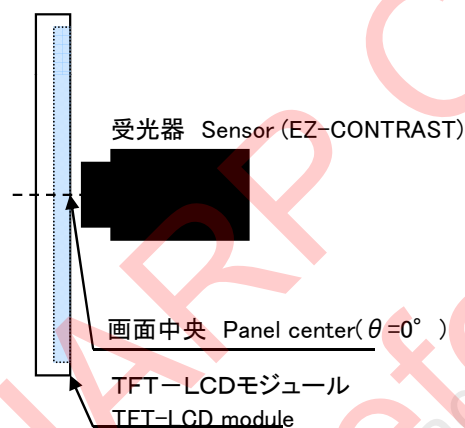 受光器 Sensor (EZ-CONTRAST)
画面中央 Panel center(θ=0°)
TFT－LCDモジュール
TFT-LCD module